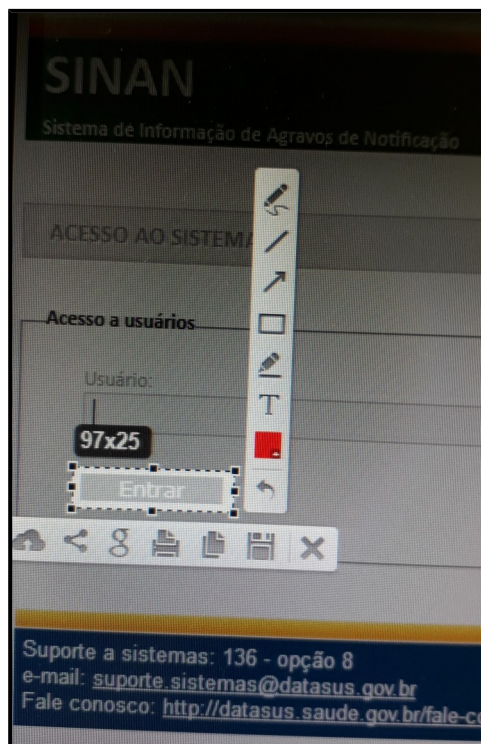 SINAN
Sistema de Informação de Agravos de Notificação
ACESSO AO SISTEMA
Acesso a usuários
Usuário:
T
97x25
Entrar
g
Suporte a sistemas: 136 - opção 8
e-mail: suporte.sistemas@datasus.gov.br
Fale conosco: http://datasus.saude.gov.br/fale-co